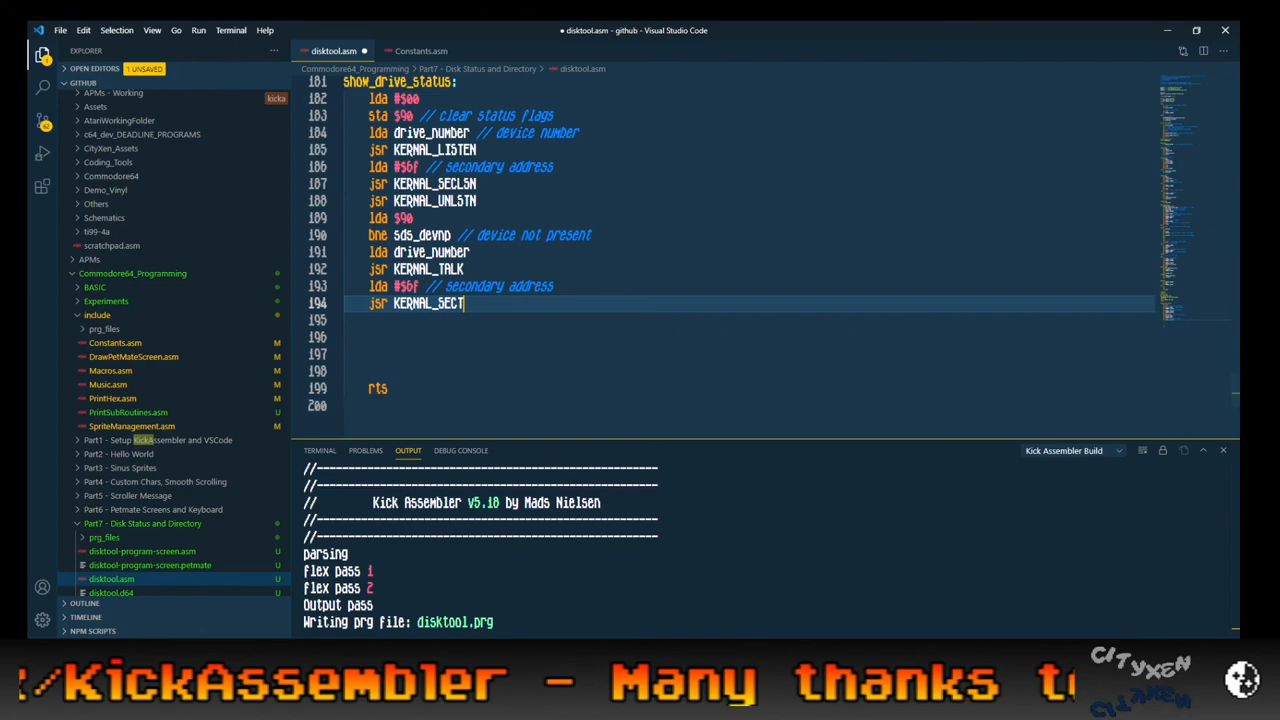 File Edit Selection View Go Run Terminal Help
● disktool.asm - github - Visual Studio Code
EXPLORER ···
disktool.asm ●
Constants.asm
OPEN EDITORS 1 UNSAVED
GITHUB
APMs - Working
kicka
Assets
AtariWorkingFolder
c64_dev_DEADLINE_PROGRAMS
CityXen_Assets
Coding_Tools
Commodore64
Demo_Vinyl
Others
Schematics
ti99-4a
scratchpad.asm
APMs
Commodore64_Programming
BASIC
Experiments
include
prg_files
Constants.asm M
DrawPetMateScreen.asm M
Macros.asm M
Music.asm M
PrintHex.asm M
PrintSubRoutines.asm U
SpriteManagement.asm M
Part1 - Setup KickAssembler and VSCode
Part2 - Hello World
Part3 - Sinus Sprites
Part4 - Custom Chars, Smooth Scrolling
Part5 - Scroller Message
Part6 - Petmate Screens and Keyboard
Part7 - Disk Status and Directory
prg_files
disktool-program-screen.asm U
disktool-program-screen.petmate U
disktool.asm U
disktool.d64 U
OUTLINE
TIMELINE
NPM SCRIPTS
1
62
Commodore64_Programming > Part7 - Disk Status and Directory > disktool.asm
181 show_drive_status:
182 lda #$00
183 sta $90 // clear status flags
184 lda drive_number // device number
185 jsr KERNAL_LISTEN
186 lda #$6f // secondary address
187 jsr KERNAL_SECLSN
188 jsr KERNAL_UNLSTN
189 lda $90
190 bne sds_devnp // device not present
191 lda drive_number
192 jsr KERNAL_TALK
193 lda #$6f // secondary address
194 jsr KERNAL_SECT
195
196
197
198
199 rts
200
TERMINAL PROBLEMS OUTPUT DEBUG CONSOLE
Kick Assembler Build
//------------------------------------------------------
//------------------------------------------------------
// Kick Assembler v5.18 by Mads Nielsen
//------------------------------------------------------
//------------------------------------------------------
parsing
flex pass 1
flex pass 2
Output pass
Writing prg file: disktool.prg
/KickAssembler - Many thanks to
CITYXEN
CITYXEN